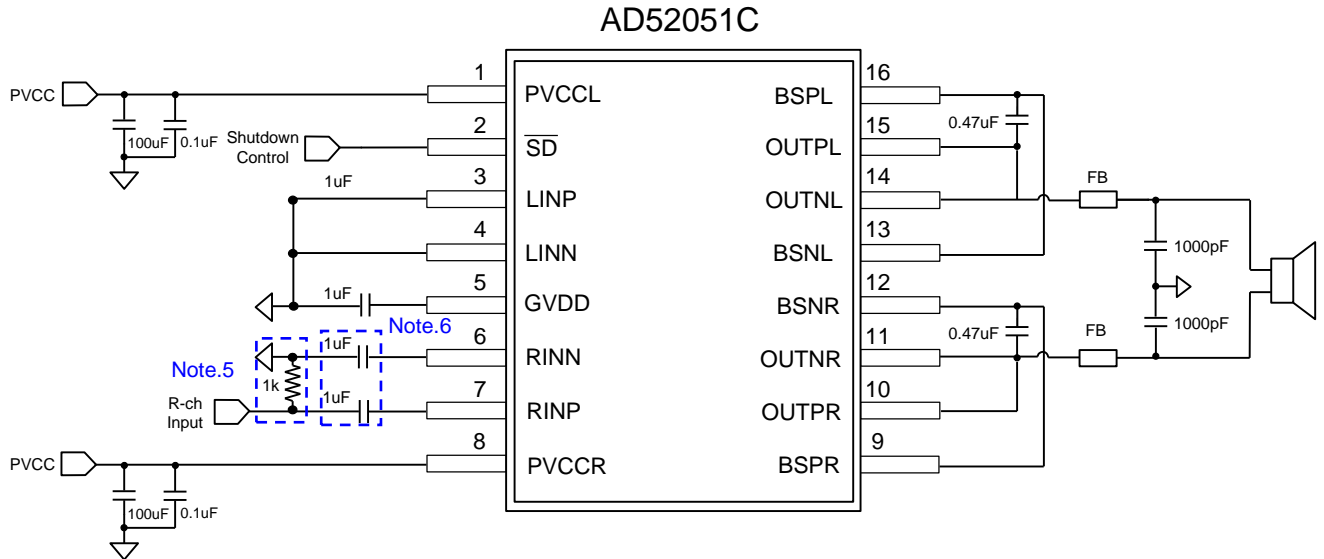 AD52051C
PVCC
100uF
0.1uF
Shutdown
Control
1uF
1uF
Note.5
Note.6
1uF
1k
1uF
R-ch
Input
PVCC
100uF
0.1uF
1
PVCCL
2
SD
3
LINP
4
LINN
5
GVDD
6
RINN
7
RINP
8
PVCCR
16
BSPL
15
OUTPL
14
OUTNL
13
BSNL
12
BSNR
11
OUTNR
10
OUTPR
9
BSPR
0.47uF
FB
1000pF
1000pF
0.47uF
FB